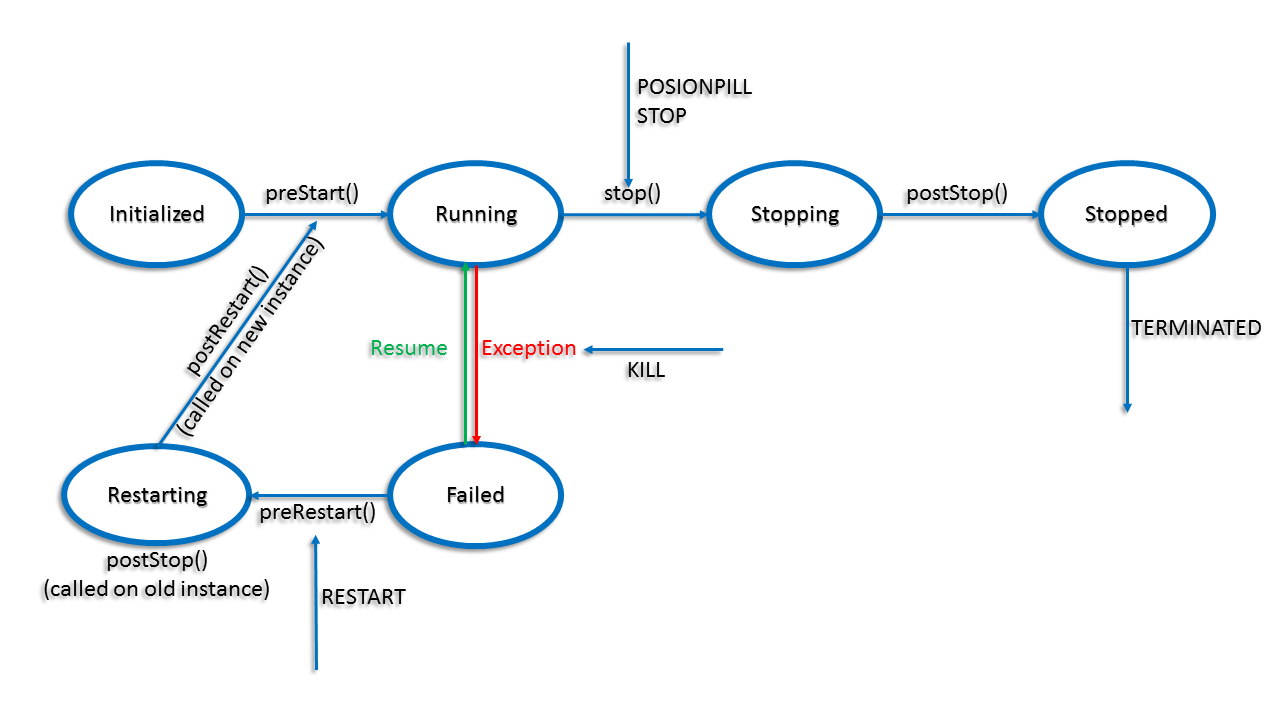 POSIONPILL
STOP
preStart()
stop()
postStop()
Initialized
Running
Stopping
Stopped
postRestart()
(called on new instance)
Resume
Exception
KILL
TERMINATED
Restarting
Failed
preRestart()
postStop()
(called on old instance)
RESTART